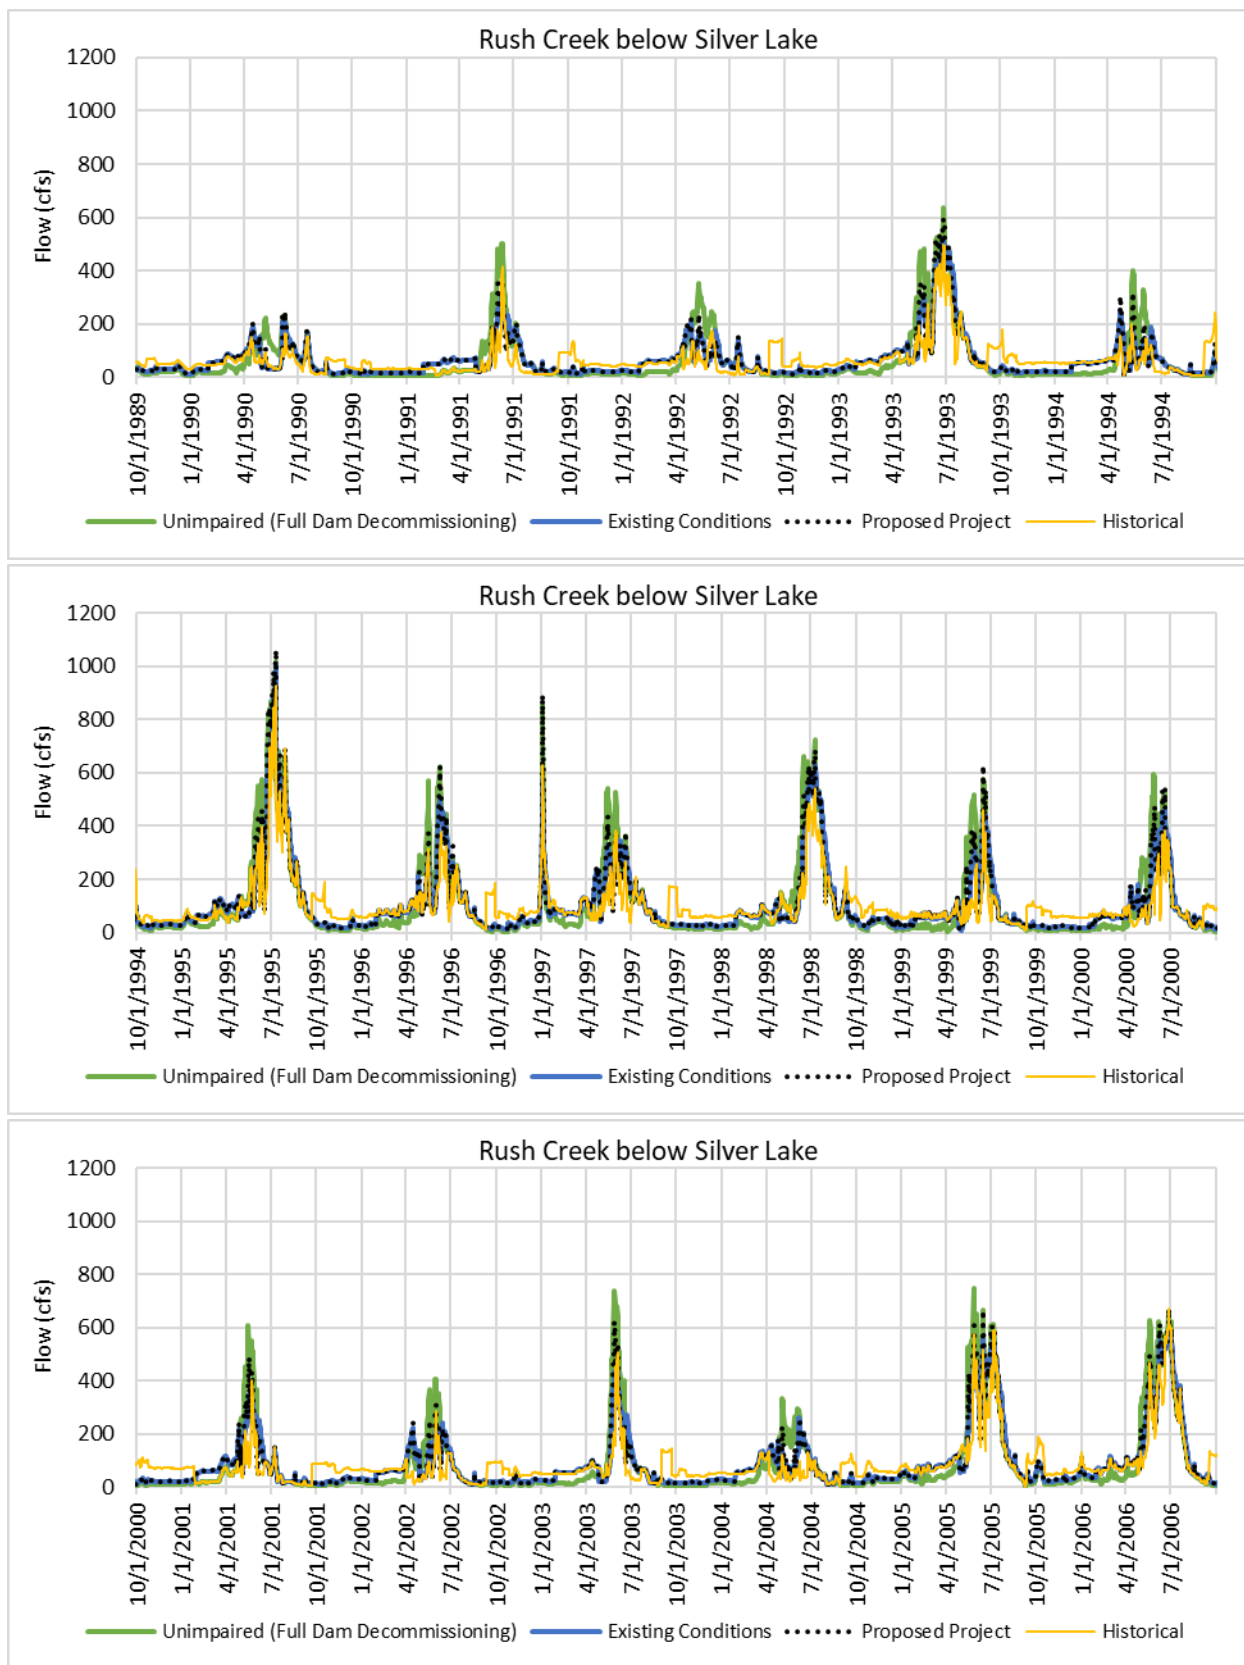 Rush Creek below Silver Lake
1200
1000
800
600
400
200
0
Flow (cfs)
10/1/1989 1/1/1990 4/1/1990 7/1/1990 10/1/1990 1/1/1991 4/1/1991 7/1/1991 10/1/1991 1/1/1992 4/1/1992 7/1/1992 10/1/1992 1/1/1993 4/1/1993 7/1/1993 10/1/1993 1/1/1994 4/1/1994 7/1/1994
Unimpaired (Full Dam Decommissioning) Existing Conditions Proposed Project Historical
Rush Creek below Silver Lake
1200
1000
800
600
400
200
0
Flow (cfs)
10/1/1994 1/1/1995 4/1/1995 7/1/1995 10/1/1995 1/1/1996 4/1/1996 7/1/1996 10/1/1996 1/1/1997 4/1/1997 7/1/1997 10/1/1997 1/1/1998 4/1/1998 7/1/1998 10/1/1998 1/1/1999 4/1/1999 7/1/1999 10/1/1999 1/1/2000 4/1/2000 7/1/2000
Unimpaired (Full Dam Decommissioning) Existing Conditions Proposed Project Historical
Rush Creek below Silver Lake
1200
1000
800
600
400
200
0
Flow (cfs)
10/1/2000 1/1/2001 4/1/2001 7/1/2001 10/1/2001 1/1/2002 4/1/2002 7/1/2002 10/1/2002 1/1/2003 4/1/2003 7/1/2003 10/1/2003 1/1/2004 4/1/2004 7/1/2004 10/1/2004 1/1/2005 4/1/2005 7/1/2005 10/1/2005 1/1/2006 4/1/2006 7/1/2006
Unimpaired (Full Dam Decommissioning) Existing Conditions Proposed Project Historical